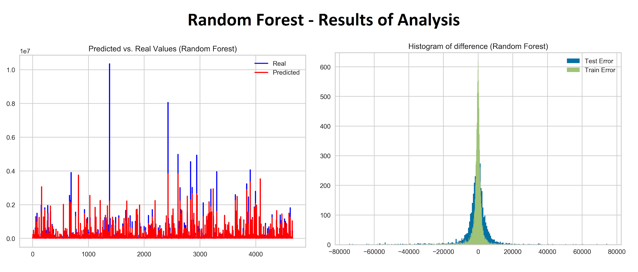 Random Forest - Results of Analysis
Predicted vs. Real Values (Random Forest)
1e7
Real
Predicted
1.0
0.8
0.6
0.4
0.2
0.0
0 1000 2000 3000 4000
Histogram of difference (Random Forest)
Test Error
Train Error
600
500
400
300
200
100
0
−80000 −60000 −40000 −20000 0 20000 40000 60000 80000